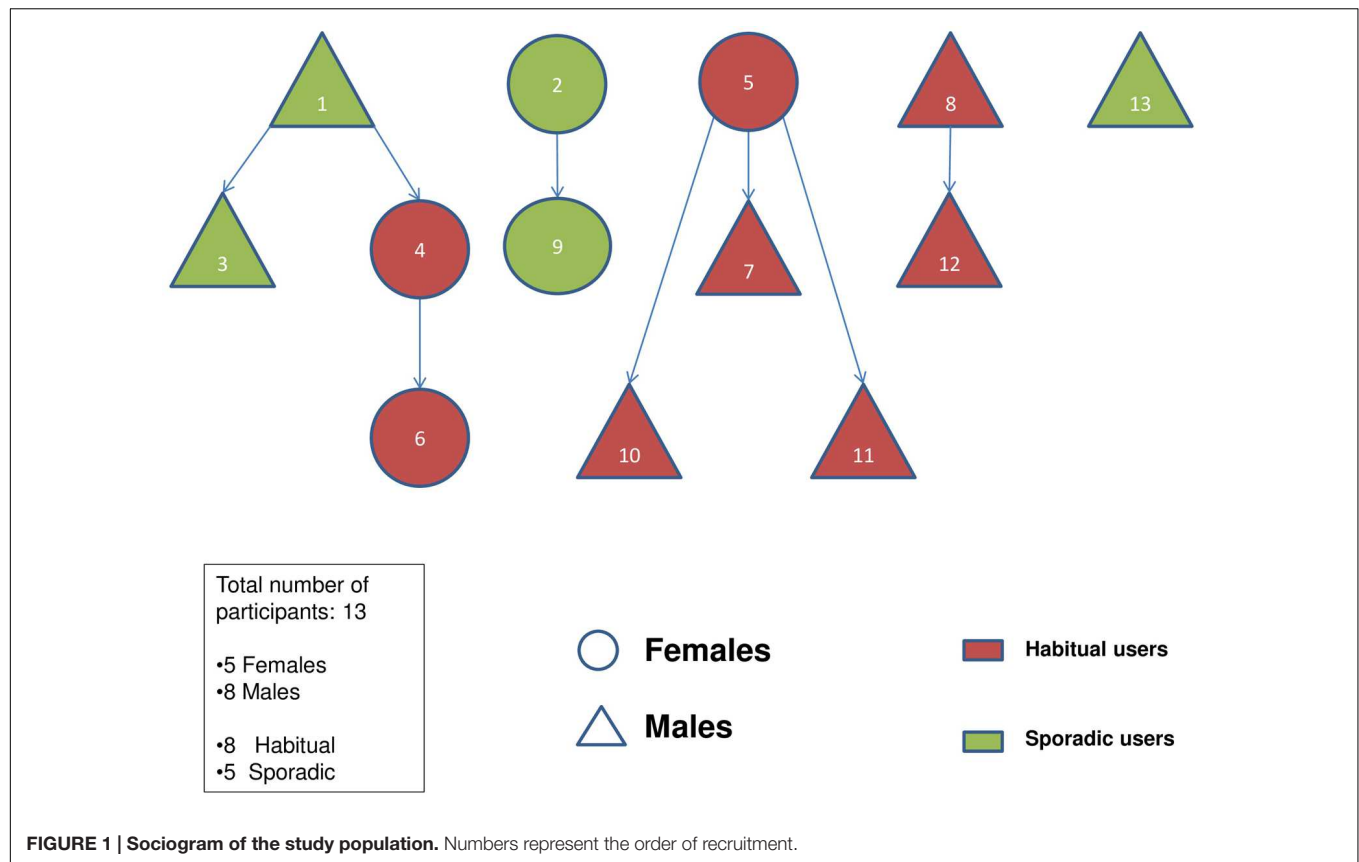 1
2
5
8
13
3
4
9
7
12
6
10
11
Total number of
participants: 13
•5 Females
•8 Males
•8 Habitual
•5 Sporadic
Females
Males
Habitual users
Sporadic users
FIGURE 1 | Sociogram of the study population. Numbers represent the order of recruitment.